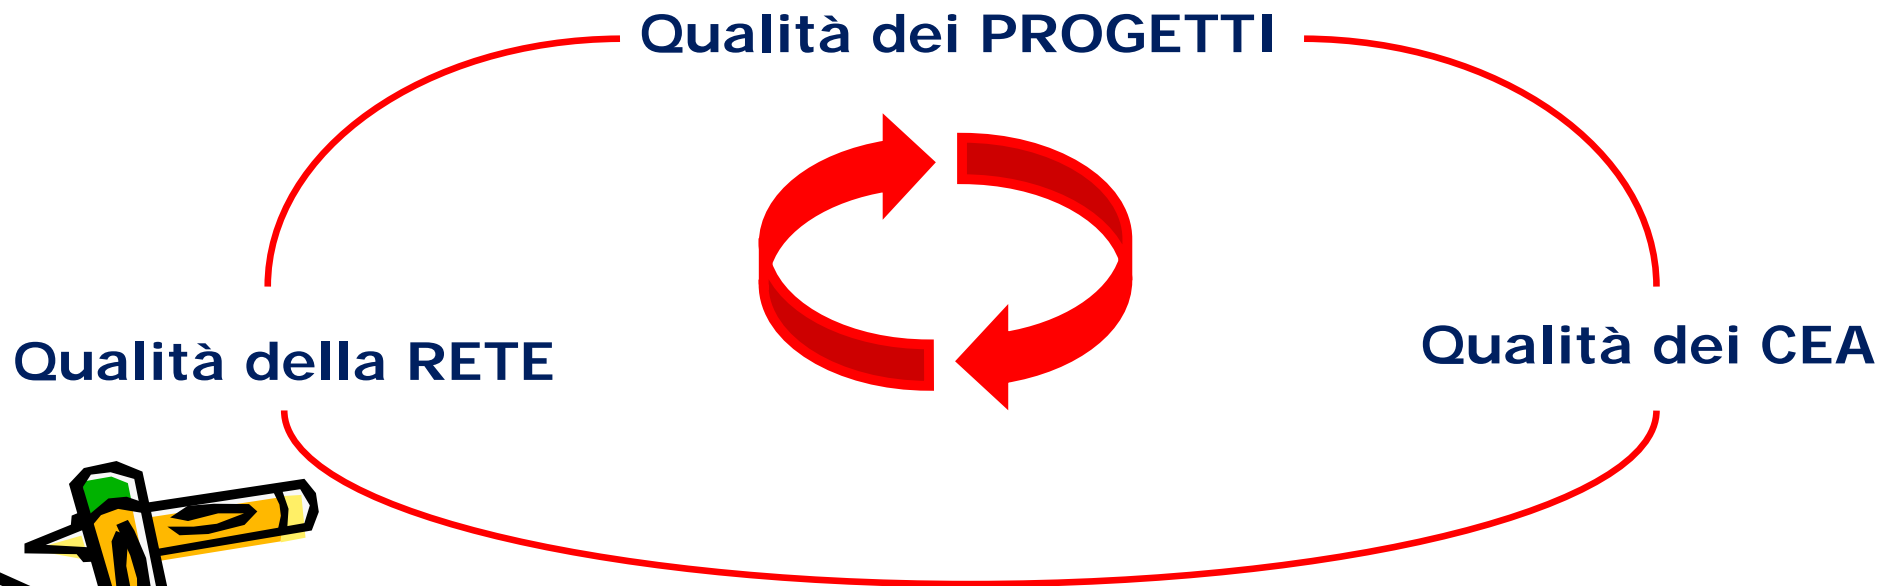 Qualità dei PROGETTI
Qualità della RETE
Qualità dei CEA